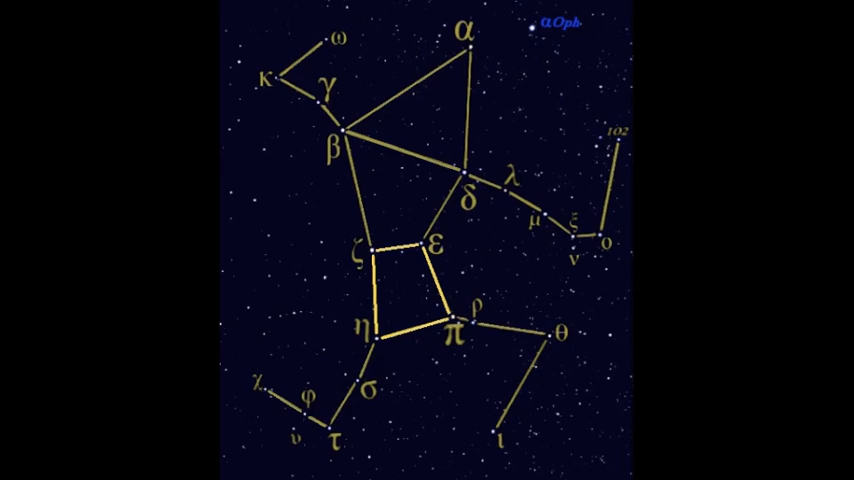 αOph.
α
ω
κ
γ
102
β
λ
δ
μ
ξ
ο
ν
ε
ζ
ρ
η
π
θ
χ
φ
σ
υ
τ
ι